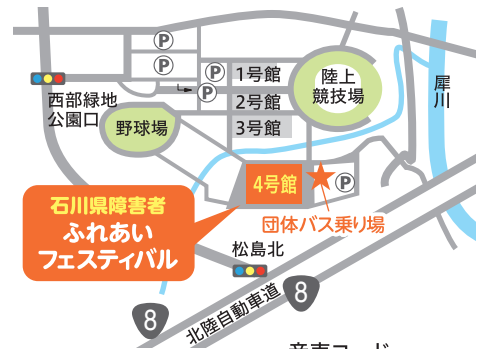 P
P
P
P
1号館
2号館
3号館
陸上
競技場
犀川
西部緑地
公園口
野球場
4号館
P
石川県障害者
ふれあい
フェスティバル
団体バス乗り場
松島北
8
8
北陸自動車道